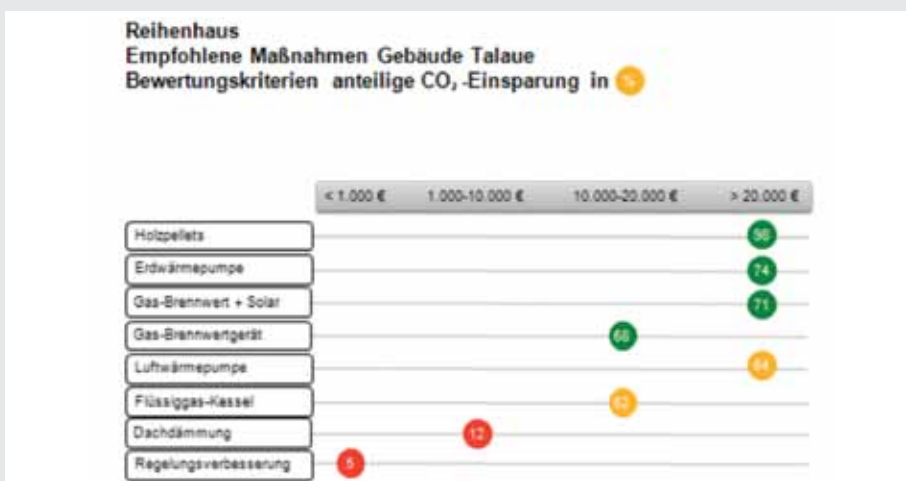 Reihenhaus
Empfohlene Maßnahmen Gebäude Talaue
Bewertungskriterien anteilige CO₂-Einsparung in %
< 1.000 € 1.000-10.000 € 10.000-20.000 € > 20.000 €
Holzpellets
Erdwärmepumpe 74
Gas-Brennwert + Solar 71
Gas-Brennwertgerät 68
Luftwärmepumpe 64
Flüssiggas-Kessel
Dachdämmung 12
Regelungsverbesserung 5